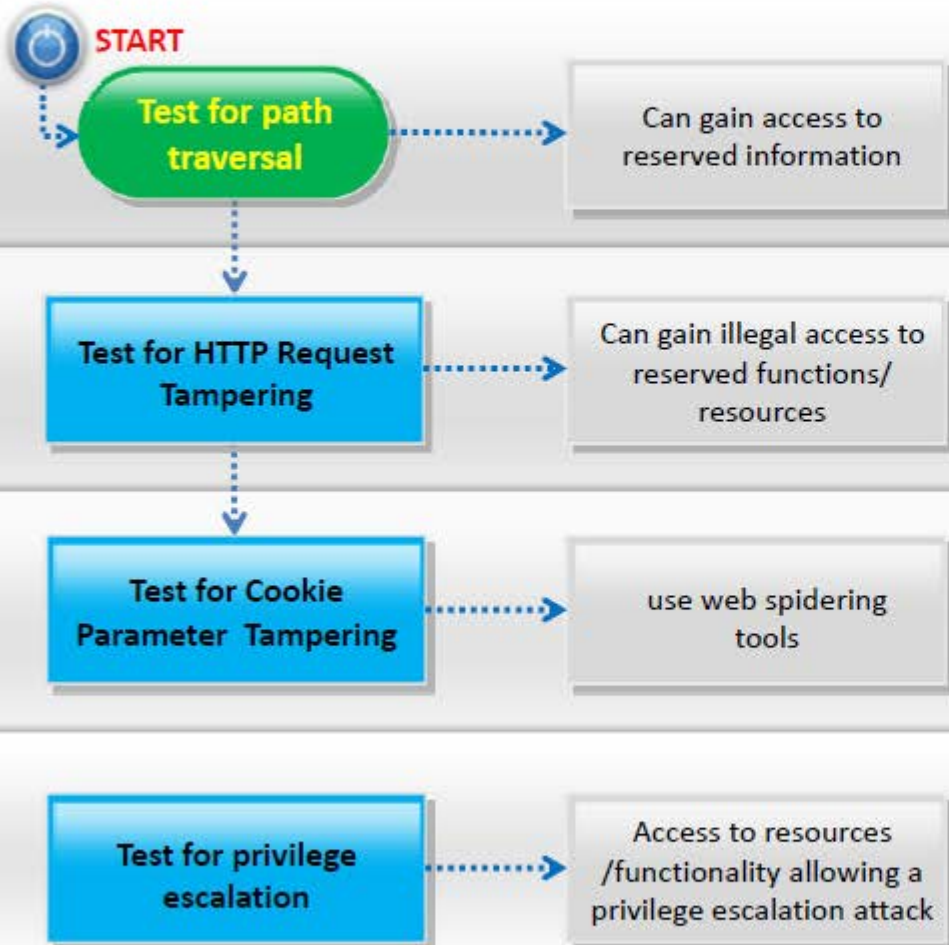 START
Test for path
traversal
Can gain access to
reserved information
Test for HTTP Request
Tampering
Can gain illegal access to
reserved functions/
resources
Test for Cookie
Parameter Tampering
use web spidering
tools
Test for privilege
escalation
Access to resources
/functionality allowing a
privilege escalation attack